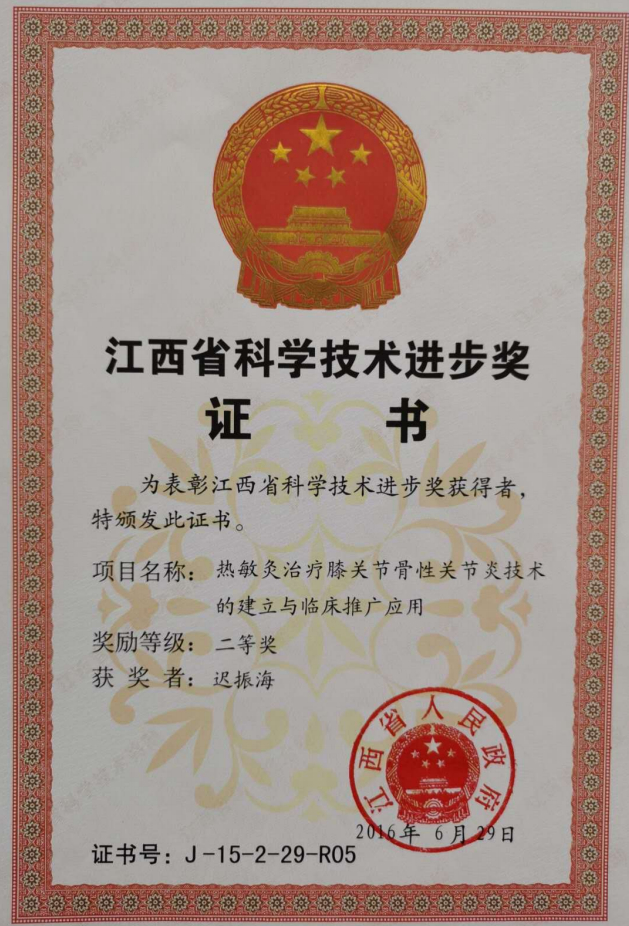 江西省科学技术进步奖
证 书
为表彰江西省科学技术进步奖获得者，
特颁发此证书。
项目名称：热敏灸治疗膝关节骨性关节炎技术
的建立与临床推广应用
奖励等级：二等奖
获 奖 者：迟振海
江西省人民政府
2016年 6月29日
证书号：J-15-2-29-R05